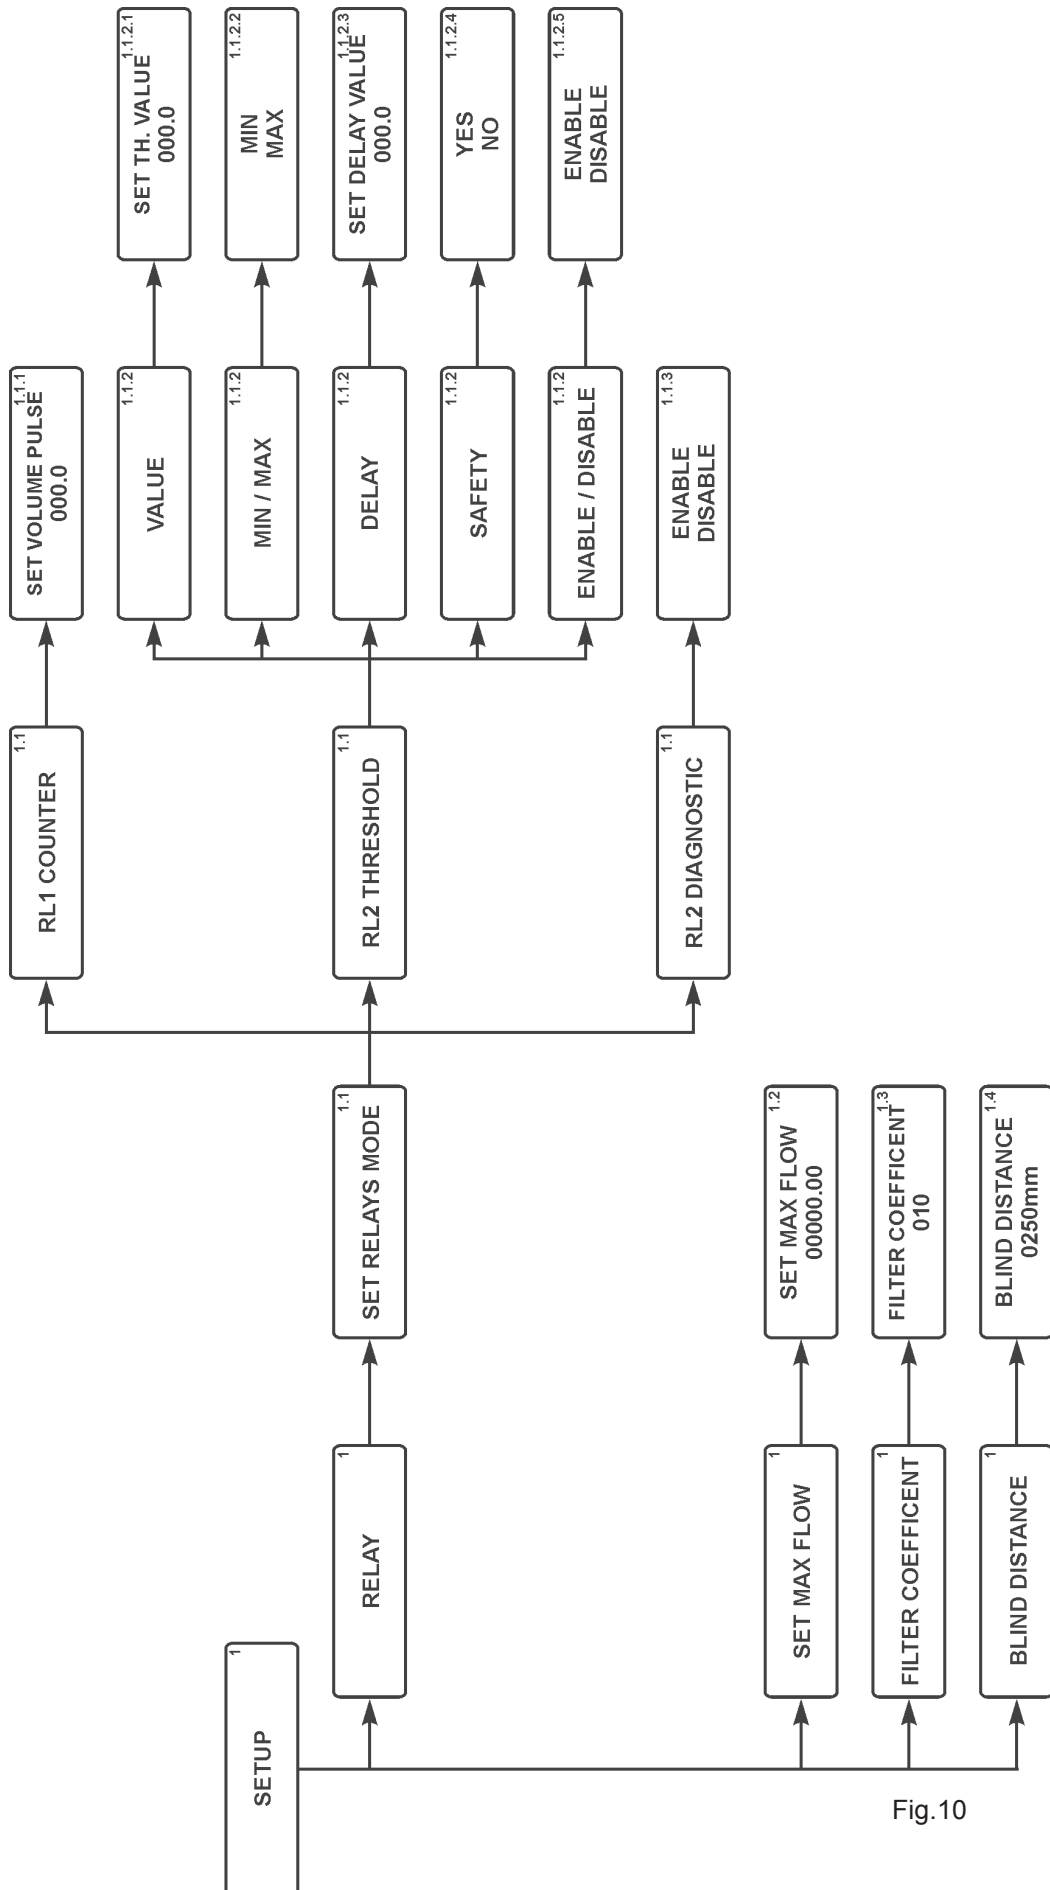 SETUP
1
RELAY
1
SET RELAYS MODE
1.1
RL1 COUNTER
1.1
SET VOLUME PULSE
000.0
1.1.1
RL2 THRESHOLD
1.1
VALUE
1.1.2
SET TH. VALUE
000.0
1.1.2.1
MIN / MAX
1.1.2
MIN
MAX
1.1.2.2
DELAY
1.1.2
SET DELAY VALUE
000.0
1.1.2.3
SAFETY
1.1.2
YES
NO
1.1.2.4
ENABLE / DISABLE
1.1.2
ENABLE
DISABLE
1.1.2.5
RL2 DIAGNOSTIC
1.1
ENABLE
DISABLE
1.1.3
SET MAX FLOW
1
SET MAX FLOW
00000.00
1.2
FILTER COEFFICENT
1
FILTER COEFFICENT
010
1.3
BLIND DISTANCE
1
BLIND DISTANCE
0250mm
1.4
Fig.10